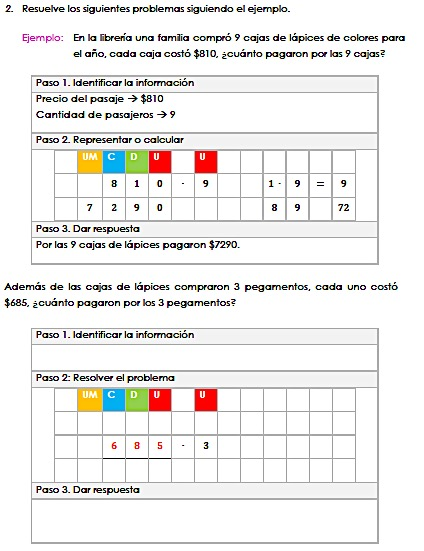 2. Resuelve los siguientes problemas siguiendo el ejemplo.
Ejemplo: En la librería una familia compró 9 cajas de lápices de colores para
el año, cada caja costó $810, ¿cuánto pagaron por las 9 cajas?
Paso 1. Identificar la información
Precio del pasaje → $810
Cantidad de pasajeros → 9
Paso 2. Representar o calcular
UM C D U U
8 1 0 · 9 1 · 9 = 9
7 2 9 0 8 9 72
Paso 3. Dar respuesta
Por las 9 cajas de lápices pagaron $7290.
Además de las cajas de lápices compraron 3 pegamentos, cada uno costó
$685, ¿cuánto pagaron por los 3 pegamentos?
Paso 1. Identificar la información
Paso 2: Resolver el problema
UM C D U U
6 8 5 · 3
Paso 3. Dar respuesta